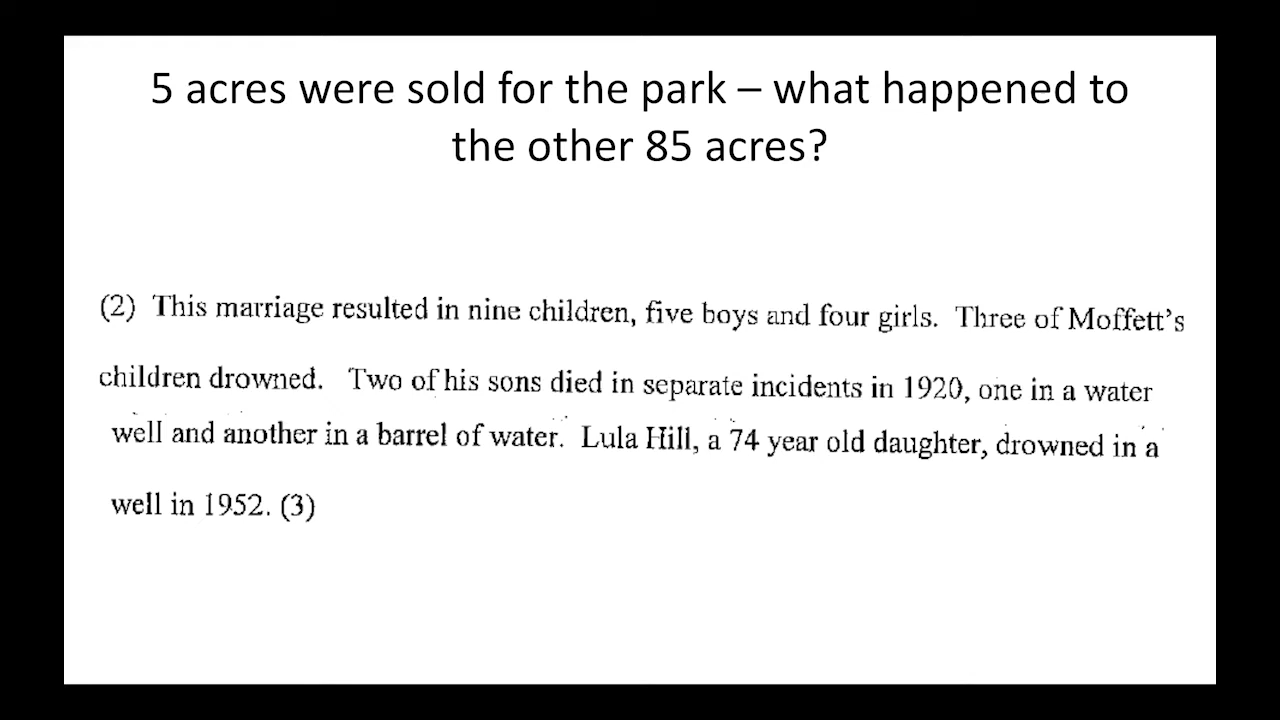 5 acres were sold for the park – what happened to
the other 85 acres?
(2) This marriage resulted in nine children, five boys and four girls. Three of Moffett's
children drowned. Two of his sons died in separate incidents in 1920, one in a water
well and another in a barrel of water. Lula Hill, a 74 year old daughter, drowned in a
well in 1952. (3)